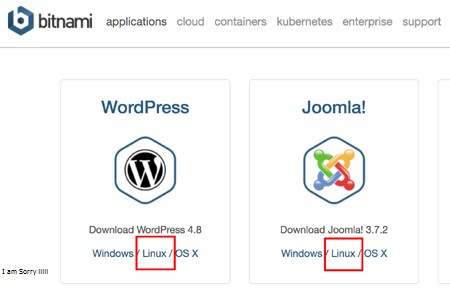 bitnami applications cloud containers kubernetes enterprise support
WordPress Joomla!
Download WordPress 4.8 Download Joomla! 3.7.2
Windows / Linux / OS X Windows / Linux / OS X
I am Sorry lllll